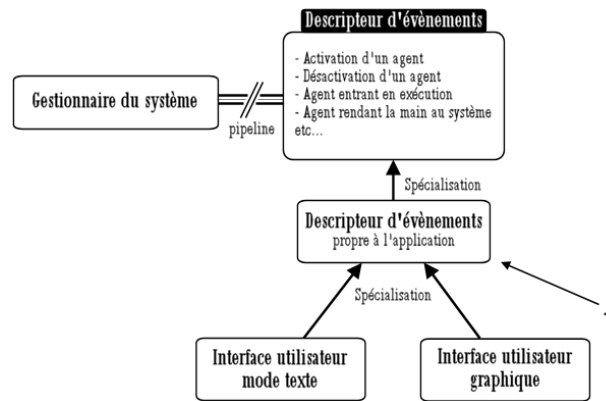 Descripteur d'évènements
- Activation d'un agent
- Désactivation d'un agent
- Agent entrant en exécution
- Agent rendant la main au système
etc...
Gestionnaire du système
pipeline
Spécialisation
Descripteur d'évènements
propre à l'application
Spécialisation
Interface utilisateur
mode texte
Interface utilisateur
graphique